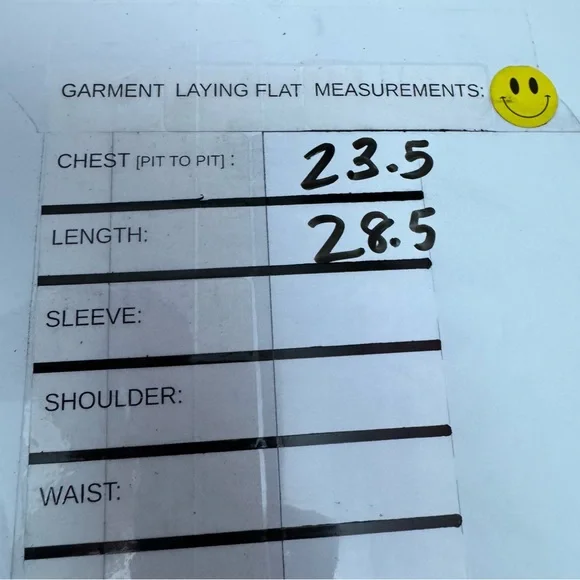 GARMENT LAYING FLAT MEASUREMENTS:
CHEST [PIT TO PIT] : 23.5
LENGTH: 28.5
SLEEVE:
SHOULDER:
WAIST: